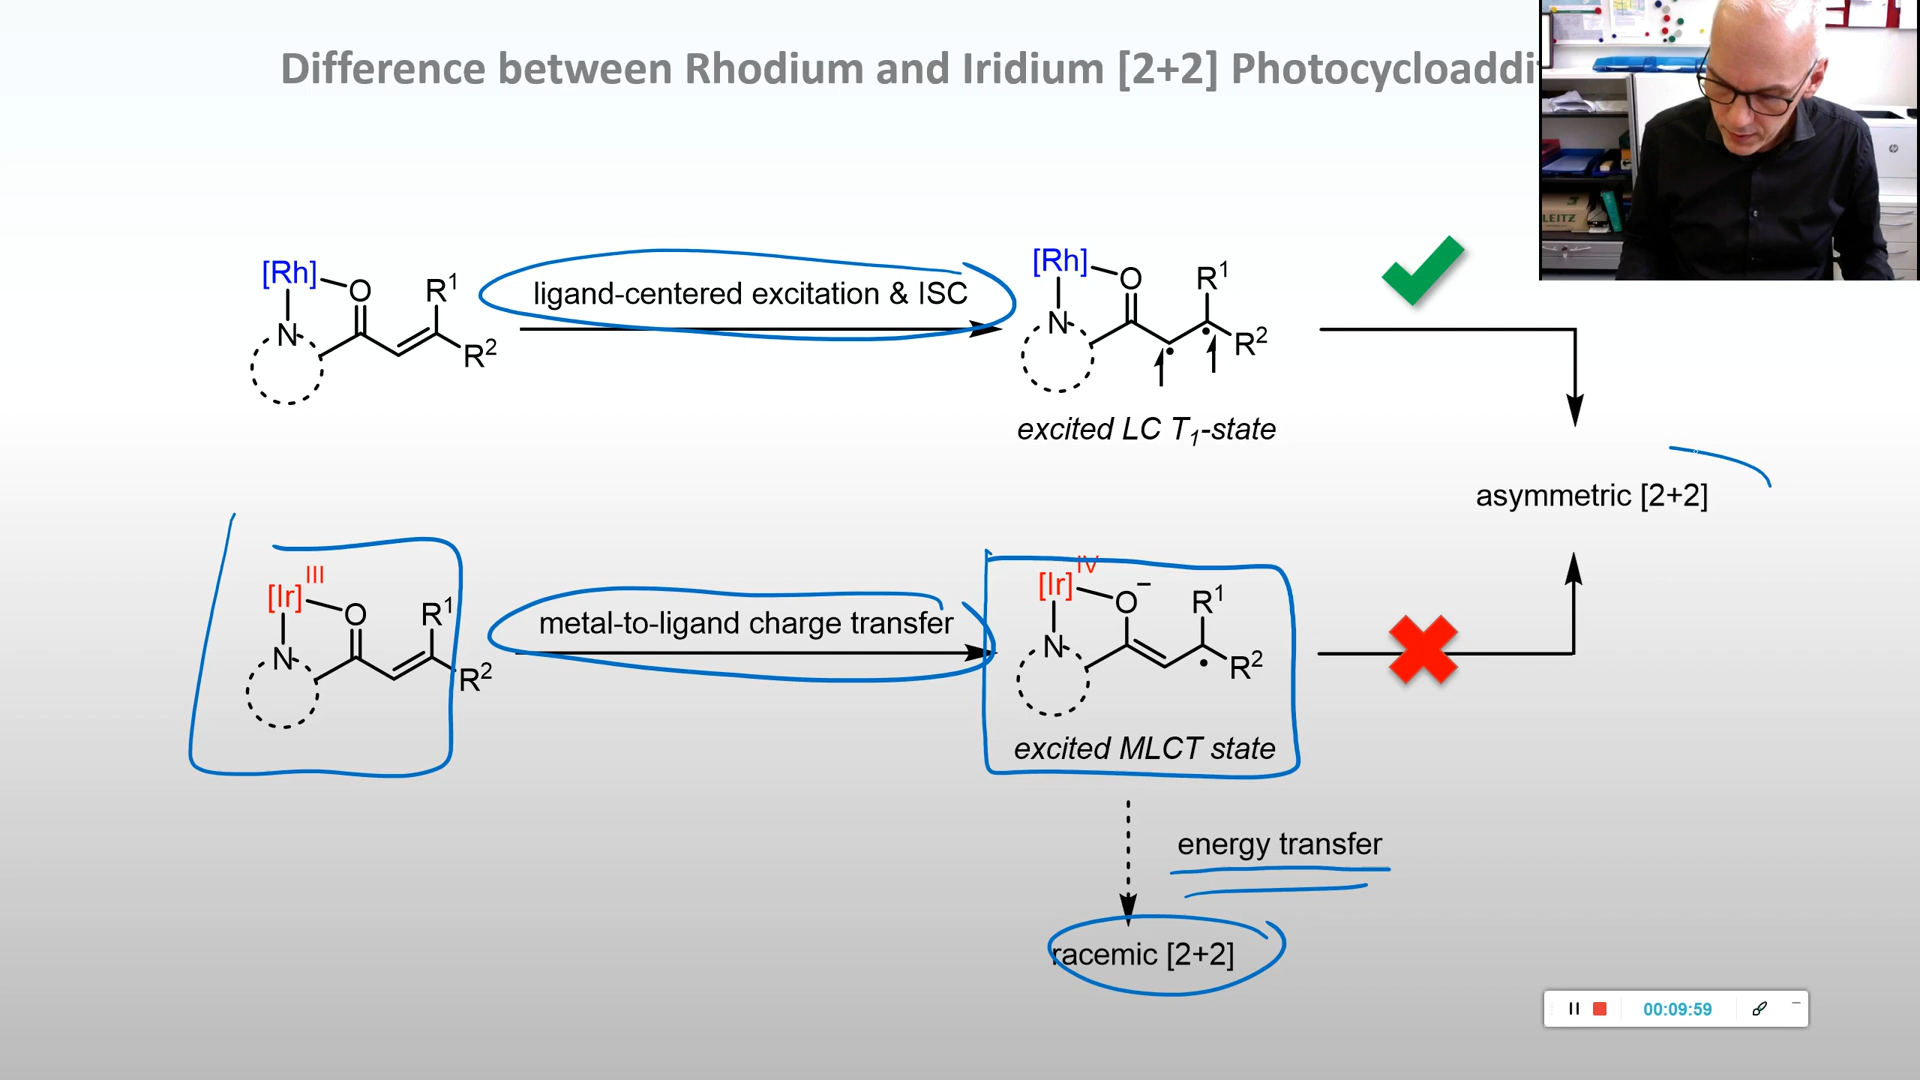 Difference between Rhodium and Iridium [2+2] Photocycloaddi
LEITZ
[Rh] O R¹
N R²
ligand-centered excitation & ISC
[Rh] O R¹
N R²
excited LC T₁-state
asymmetric [2+2]
[Ir]III O R¹
N R²
metal-to-ligand charge transfer
[Ir]IV O⁻ R¹
N R²
excited MLCT state
energy transfer
racemic [2+2]
00:09:59